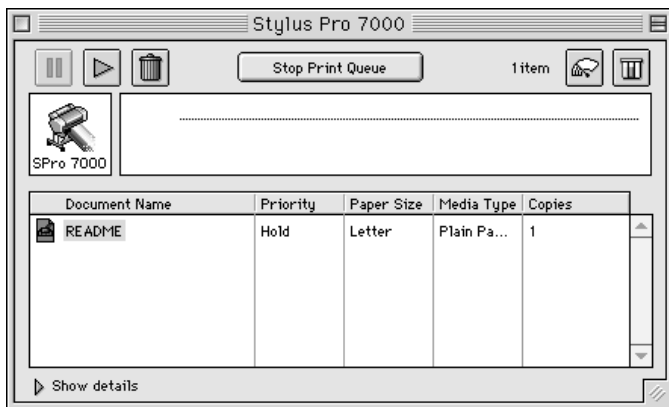 Stylus Pro 7000
Stop Print Queue
1 item
SPro 7000
Document Name Priority Paper Size Media Type Copies
README Hold Letter Plain Pa... 1
Show details